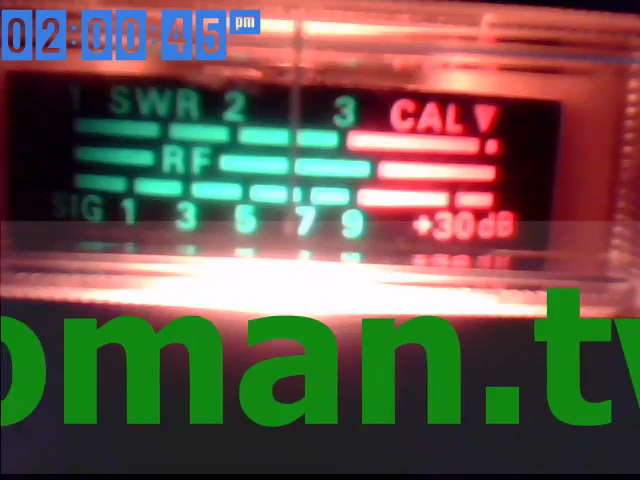 02:00:45 pm
1 SWR 2 3 CAL▼
RF
SIG 1 3 5 7 9 +30dB
oman.tv